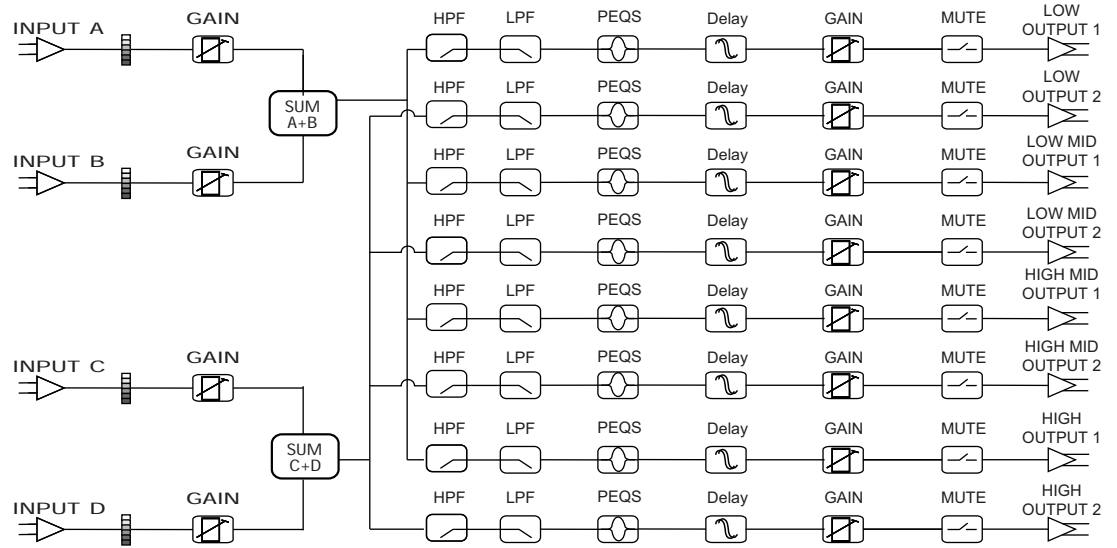 INPUT A
GAIN
HPF LPF PEQS Delay GAIN MUTE
LOW
OUTPUT 1
SUM
A+B
HPF LPF PEQS Delay GAIN MUTE
LOW
OUTPUT 2
INPUT B
GAIN
HPF LPF PEQS Delay GAIN MUTE
LOW MID
OUTPUT 1
HPF LPF PEQS Delay GAIN MUTE
LOW MID
OUTPUT 2
HPF LPF PEQS Delay GAIN MUTE
HIGH MID
OUTPUT 1
INPUT C
GAIN
HPF LPF PEQS Delay GAIN MUTE
HIGH MID
OUTPUT 2
SUM
C+D
HPF LPF PEQS Delay GAIN MUTE
HIGH
OUTPUT 1
INPUT D
GAIN
HPF LPF PEQS Delay GAIN MUTE
HIGH
OUTPUT 2